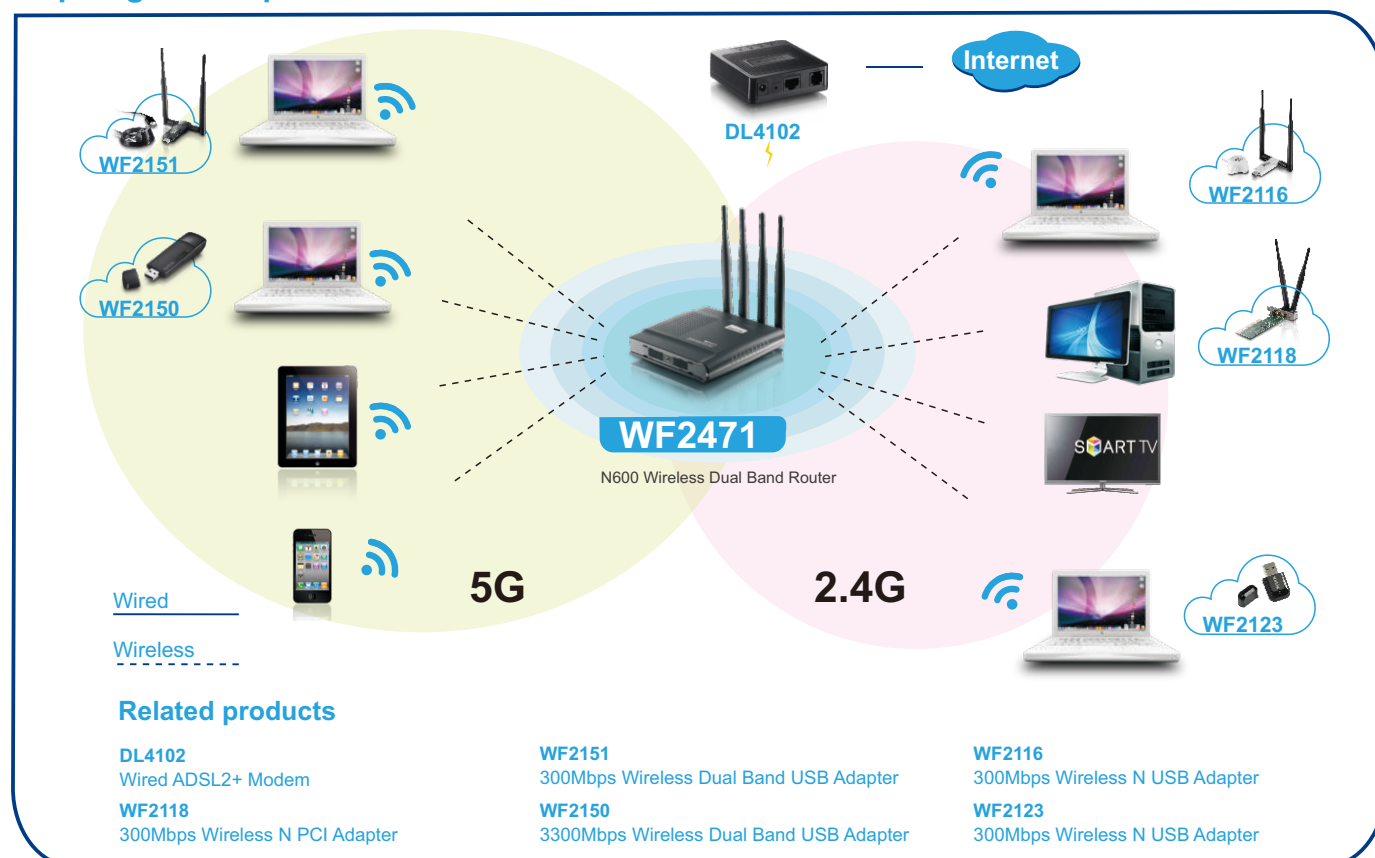 Internet
DL4102
WF2151
WF2116
WF2150
WF2118
SMART TV
WF2471
N600 Wireless Dual Band Router
5G
2.4G
WF2123
Wired
Wireless
Related products
DL4102
Wired ADSL2+ Modem
WF2118
300Mbps Wireless N PCI Adapter
WF2151
300Mbps Wireless Dual Band USB Adapter
WF2150
3300Mbps Wireless Dual Band USB Adapter
WF2116
300Mbps Wireless N USB Adapter
WF2123
300Mbps Wireless N USB Adapter